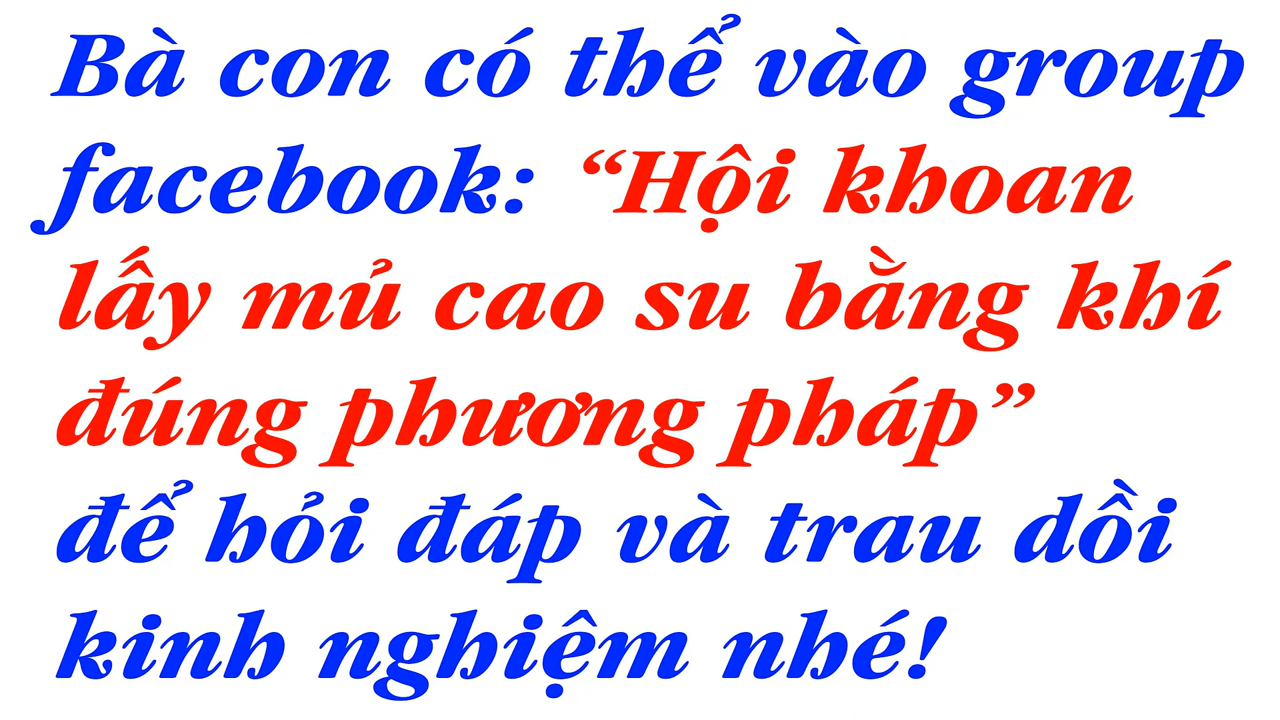 Bà con có thể vào group
facebook: “Hội khoan
lấy mủ cao su bằng khí
đúng phương pháp”
để hỏi đáp và trau dồi
kinh nghiệm nhé!